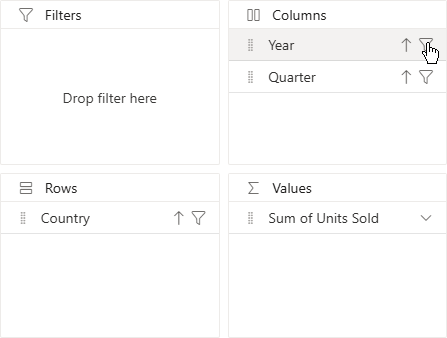 Filters
Drop filter here
Columns
Year
Quarter
Rows
Country
Values
Sum of Units Sold